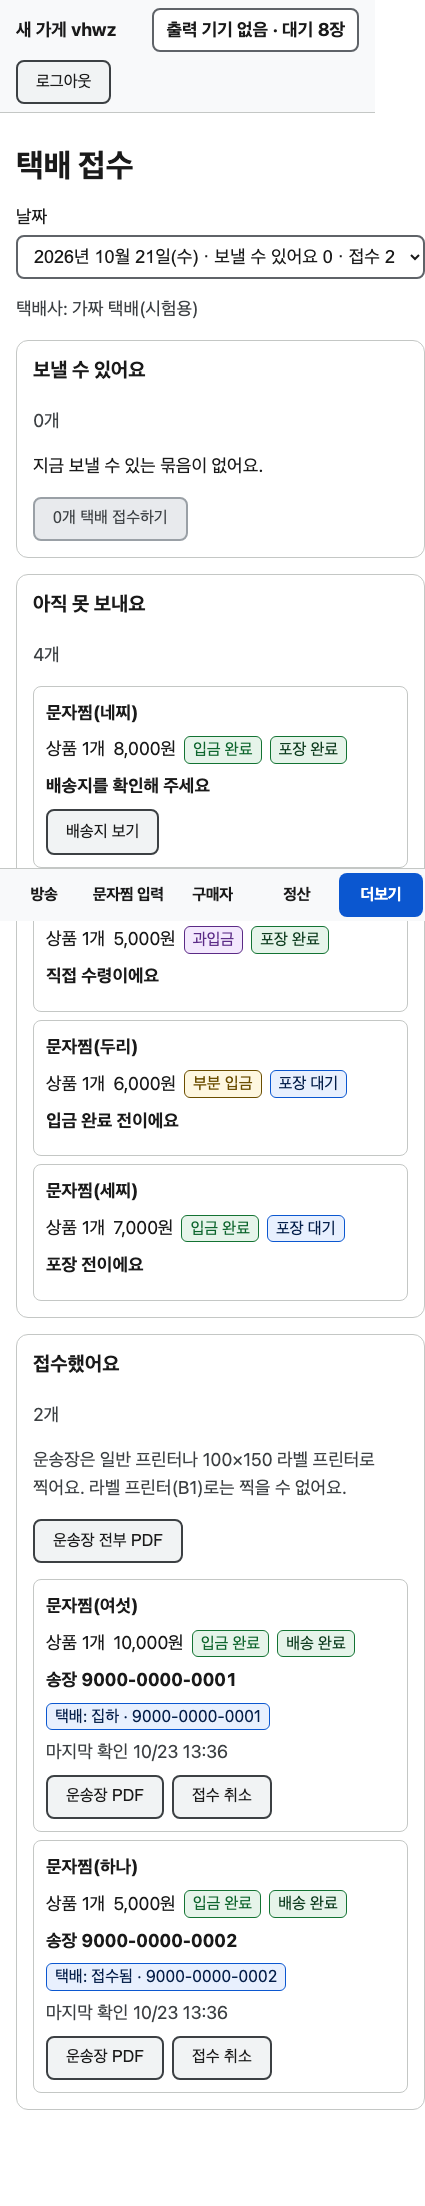 새 가게 vhwz
출력 기기 없음 · 대기 8장
로그아웃
택배 접수
날짜
2026년 10월 21일(수) · 보낼 수 있어요 0 · 접수 2
택배사: 가짜 택배(시험용)
보낼 수 있어요
0개
지금 보낼 수 있는 묶음이 없어요.
0개 택배 접수하기
아직 못 보내요
4개
문자찜(네찌)
상품 1개 8,000원 입금 완료 포장 완료
배송지를 확인해 주세요
배송지 보기
방송 문자찜 입력 구매자 정산 더보기
상품 1개 5,000원 과입금 포장 완료
직접 수령이에요
문자찜(두리)
상품 1개 6,000원 부분 입금 포장 대기
입금 완료 전이에요
문자찜(세찌)
상품 1개 7,000원 입금 완료 포장 대기
포장 전이에요
접수했어요
2개
운송장은 일반 프린터나 100×150 라벨 프린터로
찍어요. 라벨 프린터(B1)로는 찍을 수 없어요.
운송장 전부 PDF
문자찜(여섯)
상품 1개 10,000원 입금 완료 배송 완료
송장 9000-0000-0001
택배: 집하 · 9000-0000-0001
마지막 확인 10/23 13:36
운송장 PDF 접수 취소
문자찜(하나)
상품 1개 5,000원 입금 완료 배송 완료
송장 9000-0000-0002
택배: 접수됨 · 9000-0000-0002
마지막 확인 10/23 13:36
운송장 PDF 접수 취소